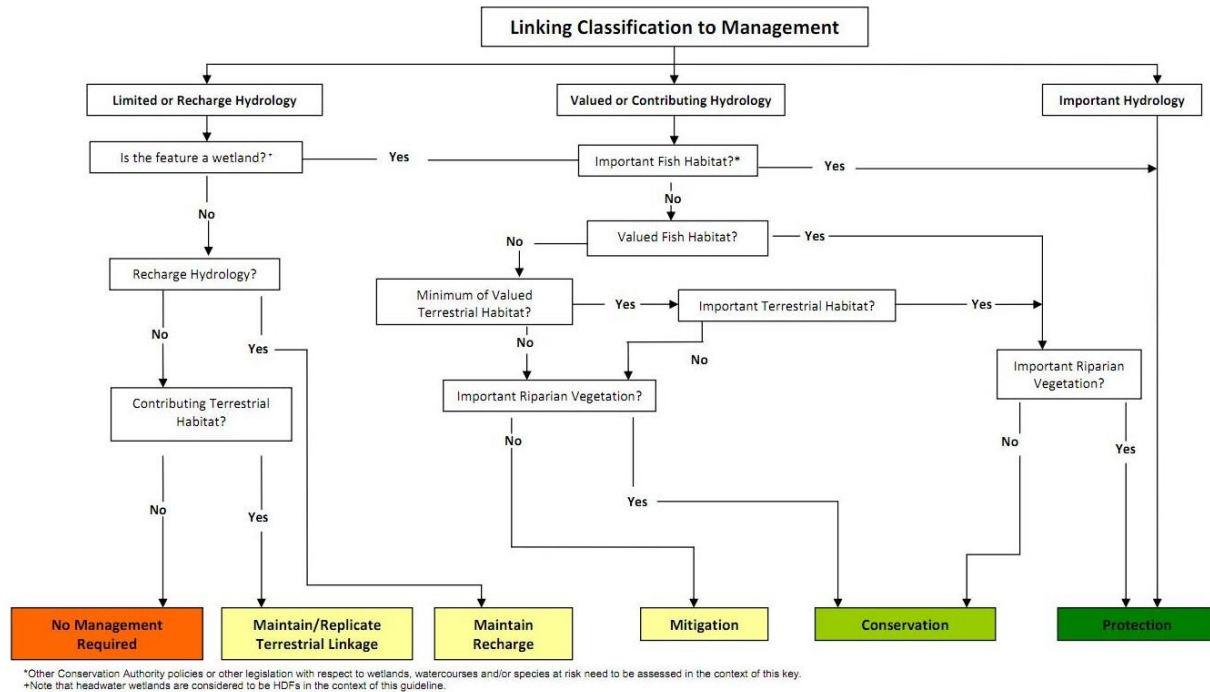 Linking Classification to Management
Limited or Recharge Hydrology
Valued or Contributing Hydrology
Important Hydrology
Is the feature a wetland?+
Yes
Important Fish Habitat?*
Yes
No
No
Valued Fish Habitat?
No
Yes
Recharge Hydrology?
Minimum of Valued
Terrestrial Habitat?
Yes
Important Terrestrial Habitat?
Yes
No
Yes
No
No
Important Riparian
Vegetation?
Contributing Terrestrial
Habitat?
Important Riparian Vegetation?
No
No
Yes
No
Yes
Yes
No Management
Required
Maintain/Replicate
Terrestrial Linkage
Maintain
Recharge
Mitigation
Conservation
Protection
*Other Conservation Authority policies or other legislation with respect to wetlands, watercourses and/or species at risk need to be assessed in the context of this key.
+Note that headwater wetlands are considered to be HDFs in the context of this guideline.